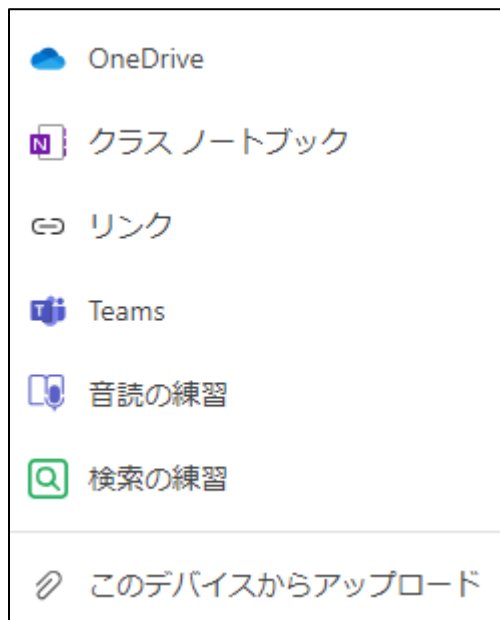 OneDrive
クラス ノートブック
リンク
Teams
音読の練習
検索の練習
このデバイスからアップロード